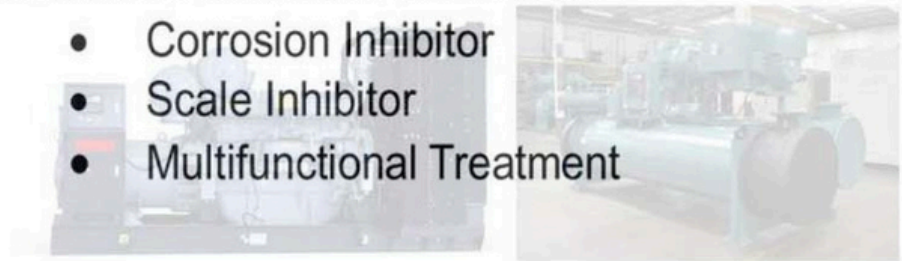 • Corrosion Inhibitor
• Scale Inhibitor
• Multifunctional Treatment